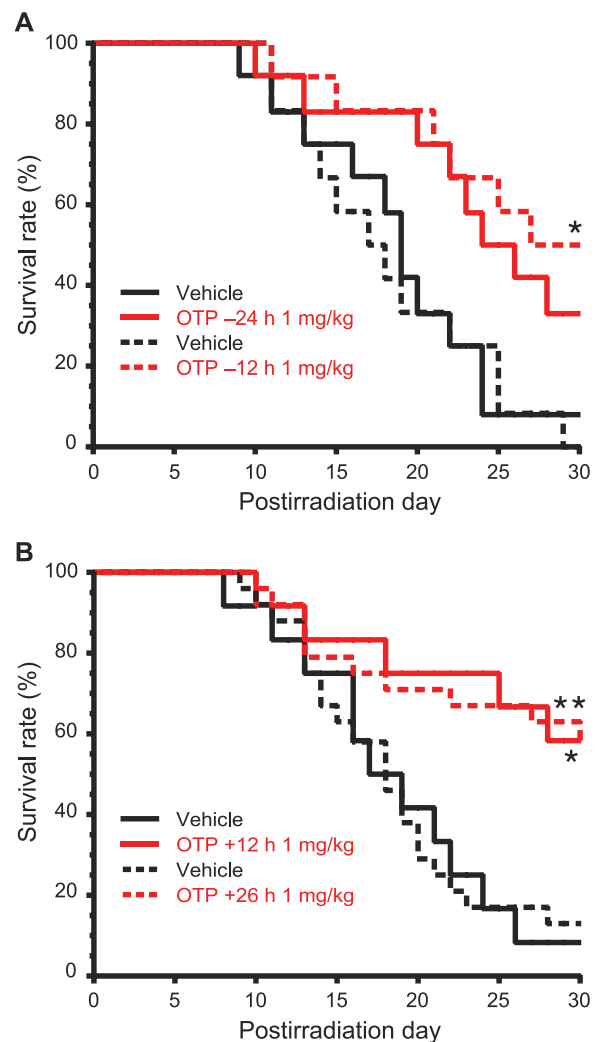 A
100
80
60
40
20
0
Survival rate (%)
Vehicle
OTP –24 h 1 mg/kg
Vehicle
OTP –12 h 1 mg/kg
*
0 5 10 15 20 25 30
Postirradiation day
B
100
80
60
40
20
0
Survival rate (%)
Vehicle
OTP +12 h 1 mg/kg
Vehicle
OTP +26 h 1 mg/kg
**
*
0 5 10 15 20 25 30
Postirradiation day